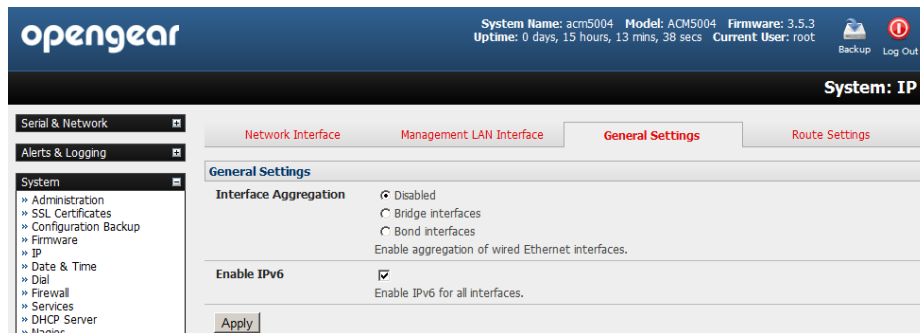 opengear
System Name: acm5004 Model: ACM5004 Firmware: 3.5.3
Uptime: 0 days, 15 hours, 13 mins, 38 secs Current User: root
Backup
Log Out
System: IP
Serial & Network
Alerts & Logging
System
» Administration
» SSL Certificates
» Configuration Backup
» Firmware
» IP
» Date & Time
» Dial
» Firewall
» Services
» DHCP Server
» Nagios
Network Interface
Management LAN Interface
General Settings
Route Settings
General Settings
Interface Aggregation
Disabled
Bridge interfaces
Bond interfaces
Enable aggregation of wired Ethernet interfaces.
Enable IPv6
Enable IPv6 for all interfaces.
Apply